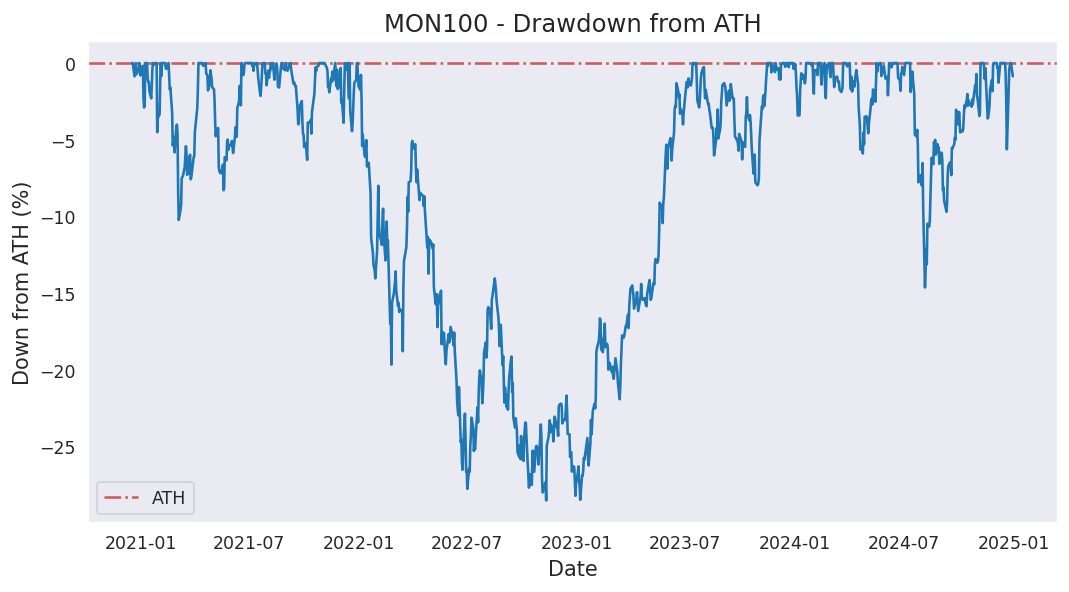 MON100 - Drawdown from ATH
Down from ATH (%)
0
−5
−10
−15
−20
−25
ATH
2021-01 2021-07 2022-01 2022-07 2023-01 2023-07 2024-01 2024-07 2025-01
Date